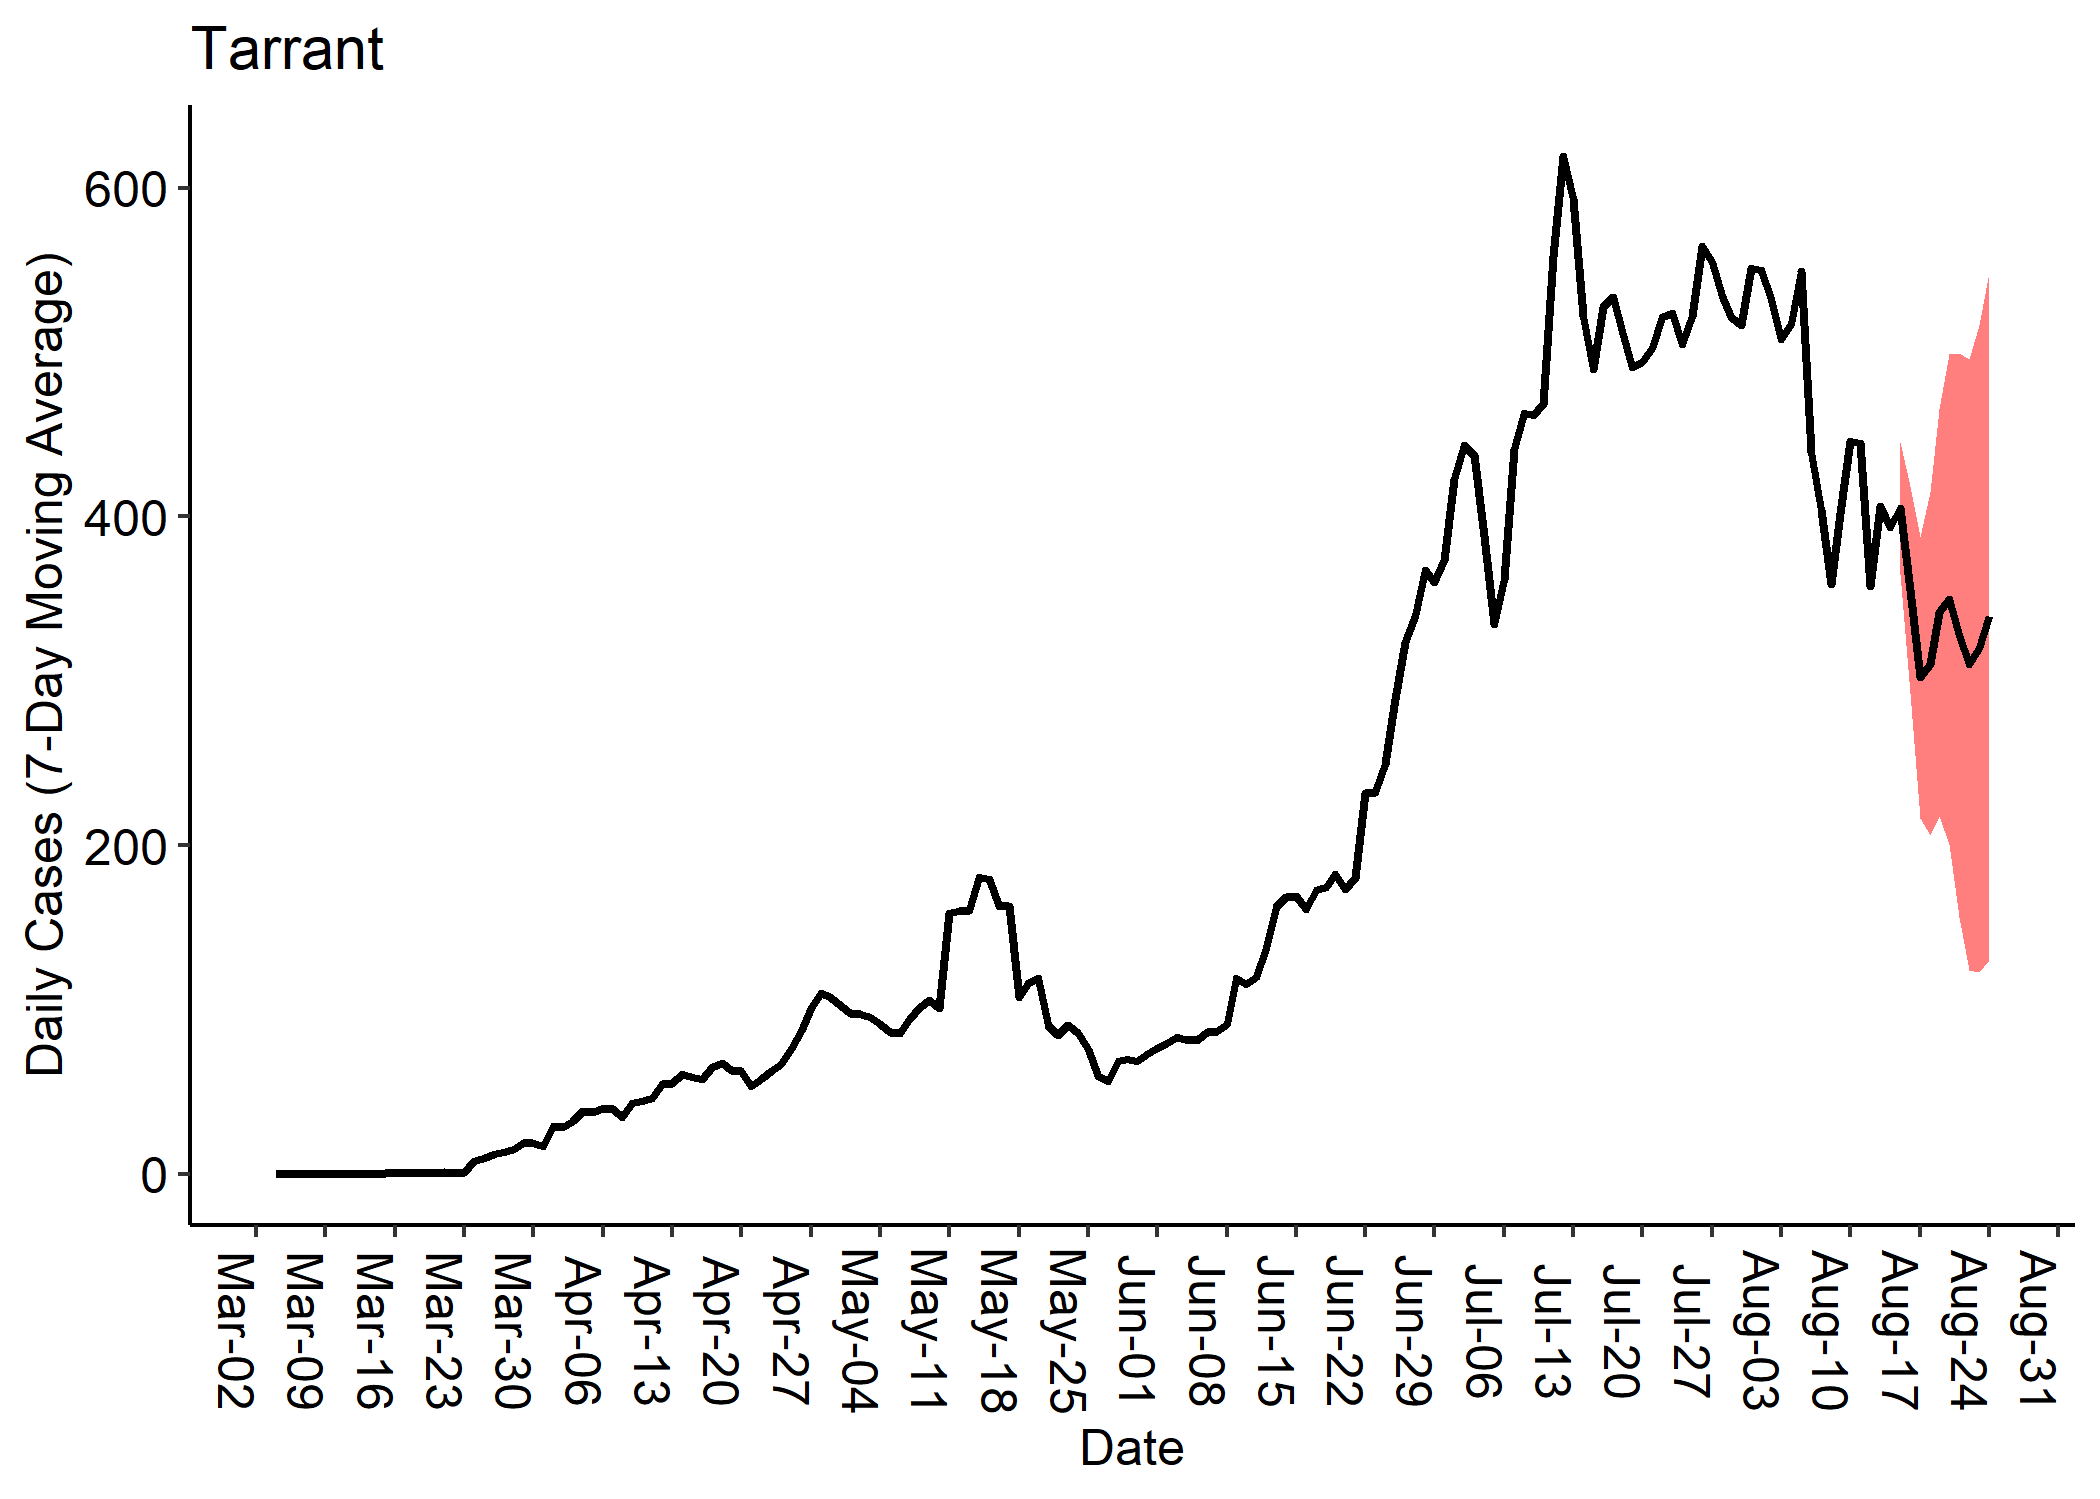 Tarrant
Daily Cases (7-Day Moving Average)
600
400
200
0
Mar-02
Mar-09
Mar-16
Mar-23
Mar-30
Apr-06
Apr-13
Apr-20
Apr-27
May-04
May-11
May-18
May-25
Jun-01
Jun-08
Jun-15
Jun-22
Jun-29
Jul-06
Jul-13
Jul-20
Jul-27
Aug-03
Aug-10
Aug-17
Aug-24
Aug-31
Date